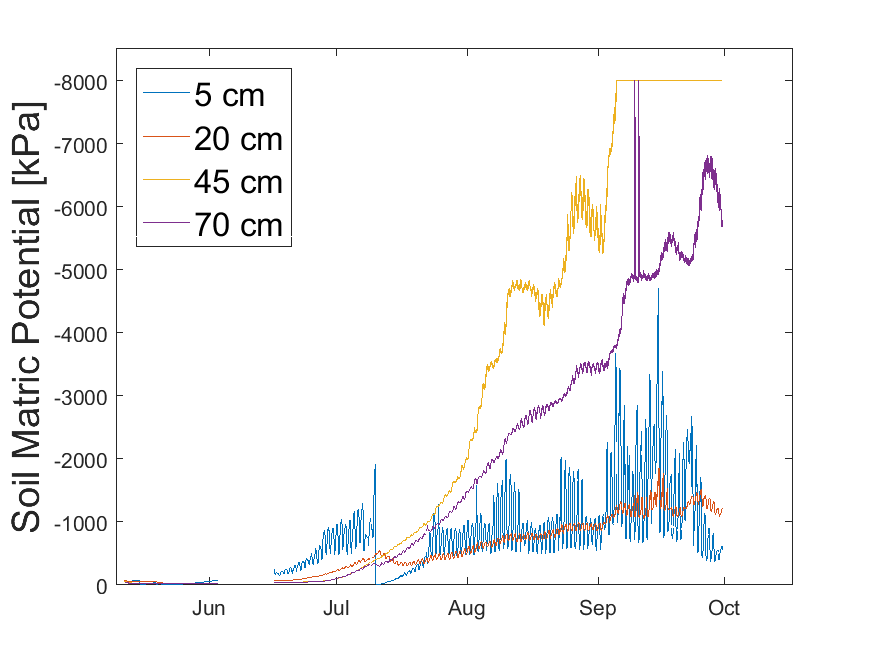 -8000
-7000
-6000
-5000
-4000
-3000
-2000
-1000
0
Soil Matric Potential [kPa]
5 cm
20 cm
45 cm
70 cm
Jun Jul Aug Sep Oct